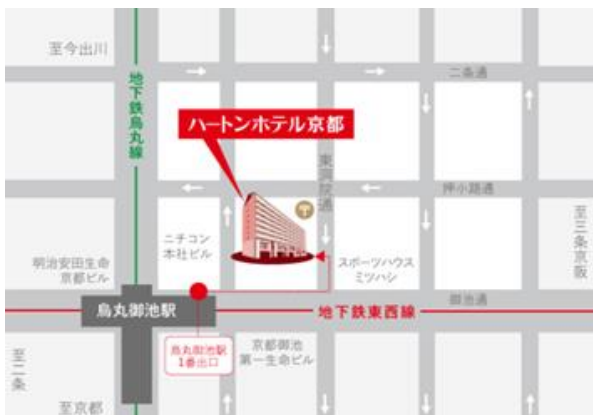 至今出川
二条通
地下鉄烏丸線
ハートンホテル京都
東洞院通
押小路通
至三条京阪
ニチコン
本社ビル
〒
スポーツハウス
ミツハシ
明治安田生命
京都ビル
御池通
烏丸御池駅
地下鉄東西線
烏丸御池駅
1番出口
京都御池
第一生命ビル
至二条
至京都